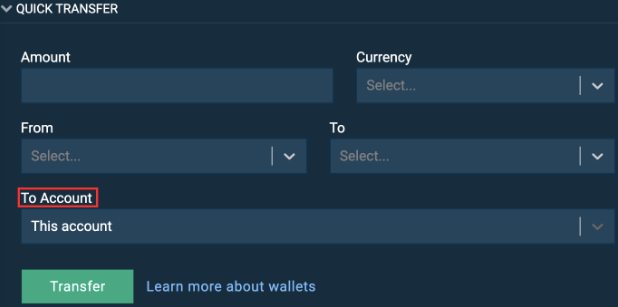 QUICK TRANSFER
Amount
Currency
Select...
From
To
Select...
Select...
To Account
This account
Transfer
Learn more about wallets